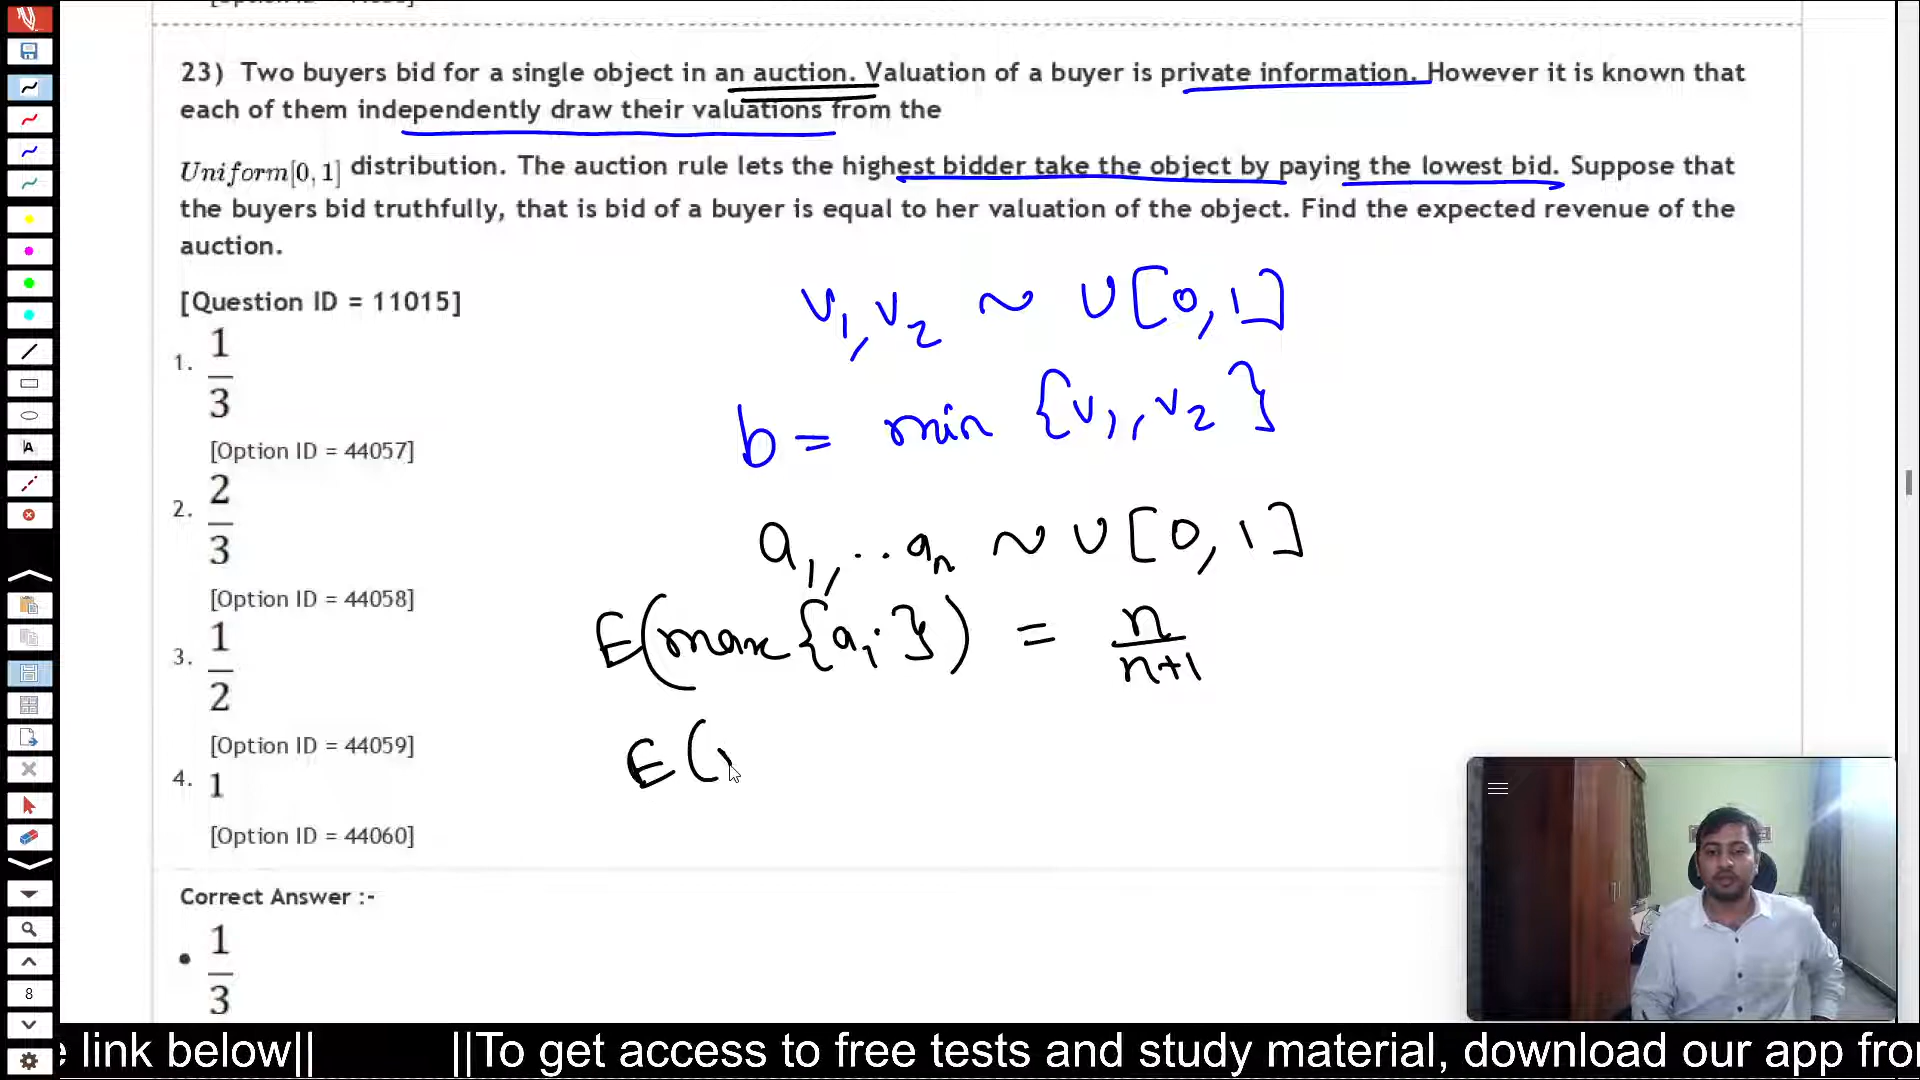 23) Two buyers bid for a single object in an auction. Valuation of a buyer is private information. However it is known that
each of them independently draw their valuations from the
Uniform[0, 1] distribution. The auction rule lets the highest bidder take the object by paying the lowest bid. Suppose that
the buyers bid truthfully, that is bid of a buyer is equal to her valuation of the object. Find the expected revenue of the
auction.
[Question ID = 11015]
1. 1/3
[Option ID = 44057]
2. 2/3
[Option ID = 44058]
3. 1/2
[Option ID = 44059]
4. 1
[Option ID = 44060]
Correct Answer :-
• 1/3
v1, v2 ~ U[0,1]
b = min {v1, v2}
a1, .. an ~ U[0,1]
E(max{ai}) = n/n+1
E(
A
8
e link below|| ||To get access to free tests and study material, download our app fro